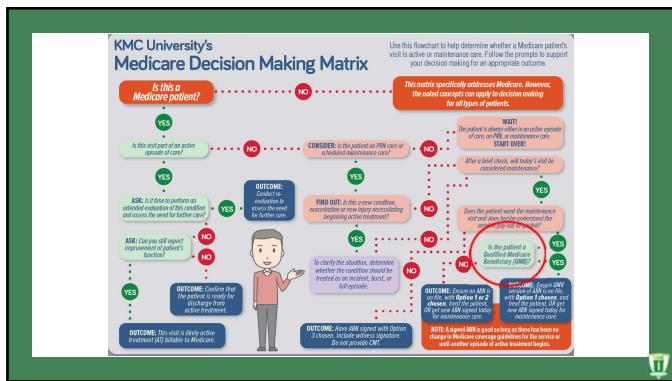 KMC University's
Medicare Decision Making Matrix
Use this flowchart to help determine whether a Medicare patient's
visit is active or maintenance care. Follow the prompts to support
your decision making for an appropriate outcome.
Is this a
Medicare patient?
NO
This matrix specifically addresses Medicare. However,
the noted concepts can apply to decision making
for all types of patients.
YES
WAIT!
The patient is always either in an active episode
of care, on PRN, or maintenance care.
START OVER!
Is this visit part of an active
episode of care?
NO
CONSIDER: Is the patient on PRN care or
scheduled maintenance care?
NO
YES
YES
NO
After a brief check, will today's visit be
considered maintenance?
YES
ASK: Is it time to perform an
extended evaluation of this condition
and assess the need for further care?
YES
OUTCOME:
Conduct re-
evaluation to
assess the need
for further care.
FIND OUT: Is this a new condition,
exacerbation or new injury necessitating
beginning active treatment?
NO
Does the patient want the maintenance
visit and does he/she understand the
need to pay out of pocket?
NO
YES
YES
ASK: Can you still expect
improvement of patient's
function?
NO
Is the patient a
Qualified Medicare
Beneficiary (QMB)?
YES
To clarify the situation, determine
whether the condition should be
treated as an incident, burst, or
full episode.
NO
NO
YES
OUTCOME: Confirm that
the patient is ready for
discharge from
active treatment.
OUTCOME: Ensure an ABN is
on file, with Option 1 or 2
chosen, treat the patient,
OR get new ABN signed today
for maintenance care.
OUTCOME: Ensure QMB
version of ABN is on file,
with Option 1 chosen, and
treat the patient, OR get
new ABN signed today for
maintenance care.
OUTCOME: This visit is likely active
treatment (AT) billable to Medicare.
OUTCOME: Have ABN signed with Option
3 chosen. Include witness signature.
Do not provide CMT.
NOTE: A signed ABN is good so long as there has been no
change in Medicare coverage guidelines for the service or
until another episode of active treatment begins.